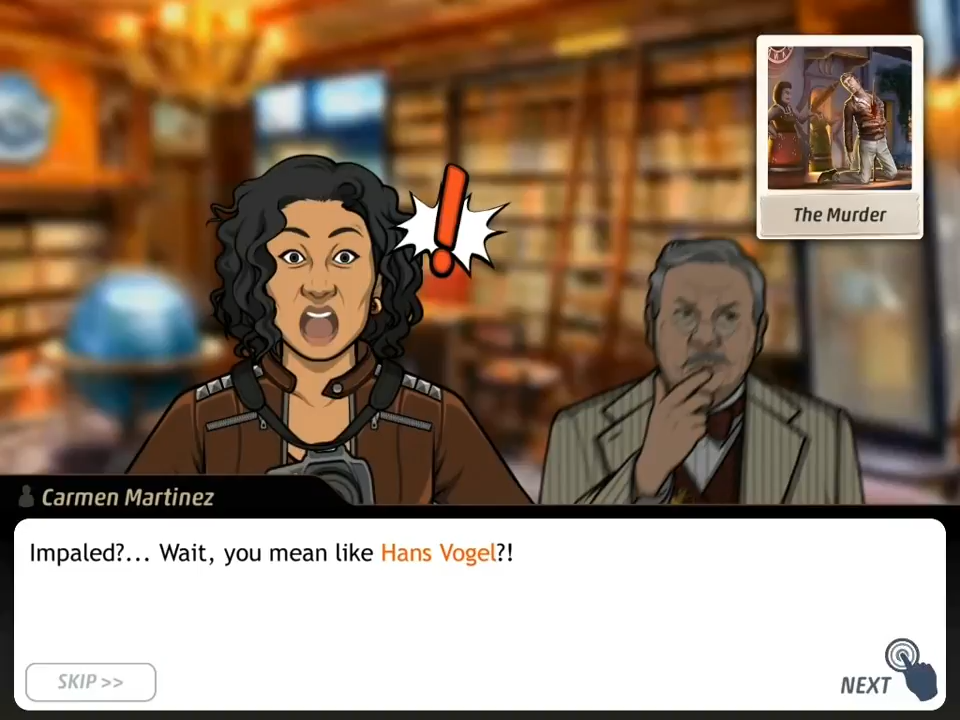 The Murder
Carmen Martinez
Impaled?... Wait, you mean like Hans Vogel?!
SKIP >>
NEXT